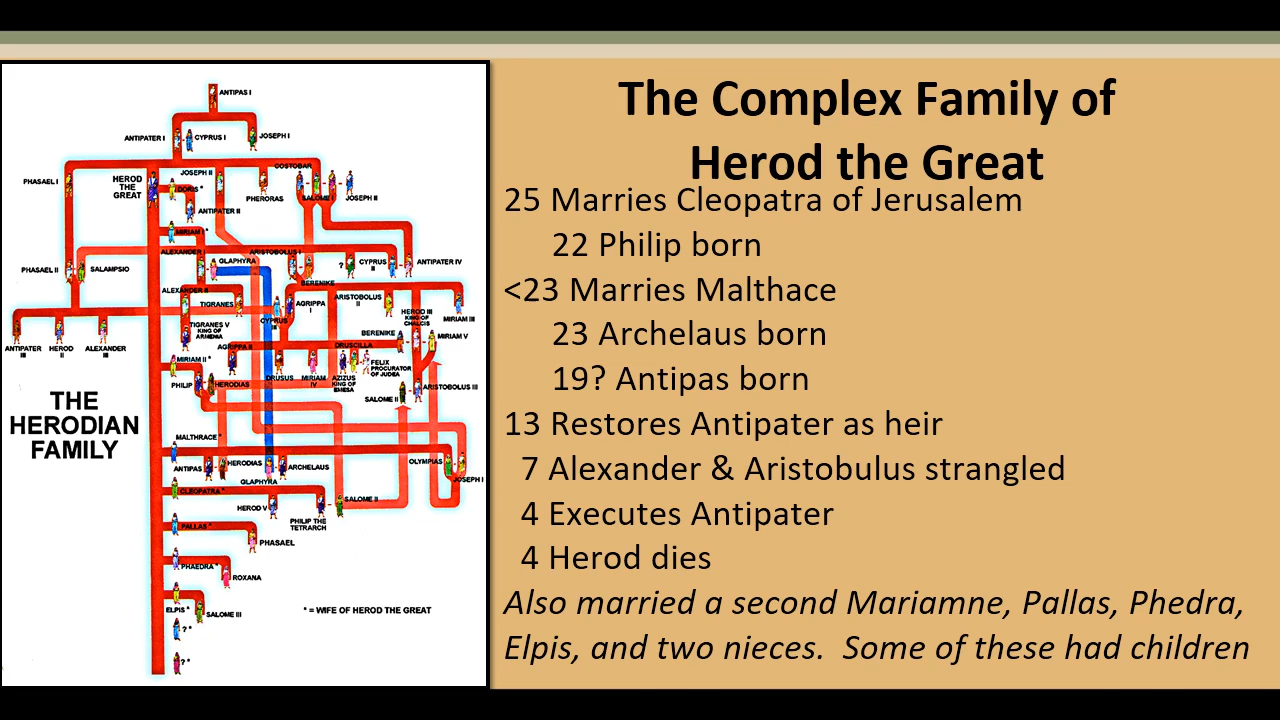 The Complex Family of
Herod the Great
25 Marries Cleopatra of Jerusalem
22 Philip born
<23 Marries Malthace
23 Archelaus born
19? Antipas born
13 Restores Antipater as heir
7 Alexander & Aristobulus strangled
4 Executes Antipater
4 Herod dies
Also married a second Mariamne, Pallas, Phedra,
Elpis, and two nieces.  Some of these had children
THE
HERODIAN
FAMILY
ANTIPAS I
ANTIPATER I
CYPRUS I
JOSEPH I
PHASAEL I
HEROD
THE
GREAT
DORIS *
JOSEPH II
PHERORAS
COSTOBAR
SALOME I
JOSEPH II
ANTIPATER II
MIRIAM I *
ALEXANDER I
GLAPHYRA
ARISTOBULUS I
?
CYPRUS
II
ANTIPATER IV
PHASAEL II
SALAMPSIO
BERENIKE
ALEXANDER II
TIGRANES
AGRIPPA
I
ARISTOBULUS
II
HEROD III
KING OF
CHALCIS
MIRIAM III
CYPRUS
III
TIGRANES V
KING OF
ARMENIA
ANTIPATER
III
HEROD
II
ALEXANDER
III
AGRIPPA II
BERENIKE
MIRIAM V
DRUSCILLA
MIRIAM II *
DRUSUS
MIRIAM
IV
AZIZUS
KING OF
EMESA
FELIX
PROCURATOR
OF JUDEA
PHILIP
HERODIAS
SALOME II
ARISTOBULUS III
MALTHRACE *
ANTIPAS
HERODIAS
ARCHELAUS
GLAPHYRA
OLYMPIAS
JOSEPH I
CLEOPATRA *
HEROD V
PHILIP THE
TETRARCH
SALOME II
PALLAS *
PHASAEL
PHAEDRA *
ROXANA
ELPIS *
SALOME III
? *
? *
* = WIFE OF HEROD THE GREAT